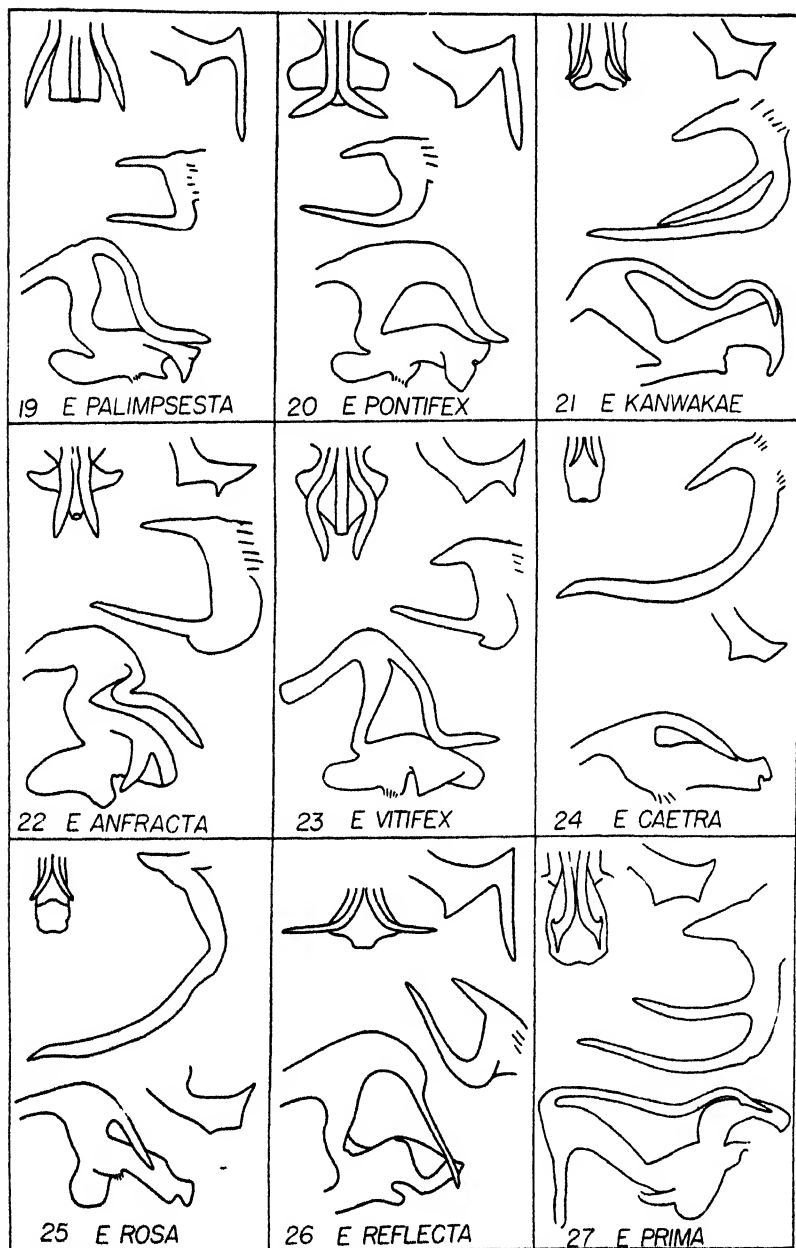 19 E PALIMPSESTA
20 E PONTIFEX
21 E KANWAKAE
22 E ANFRACTA
23 E VITIFEX
24 E CAETRA
25 E ROSA
26 E REFLECTA
27 E PRIMA